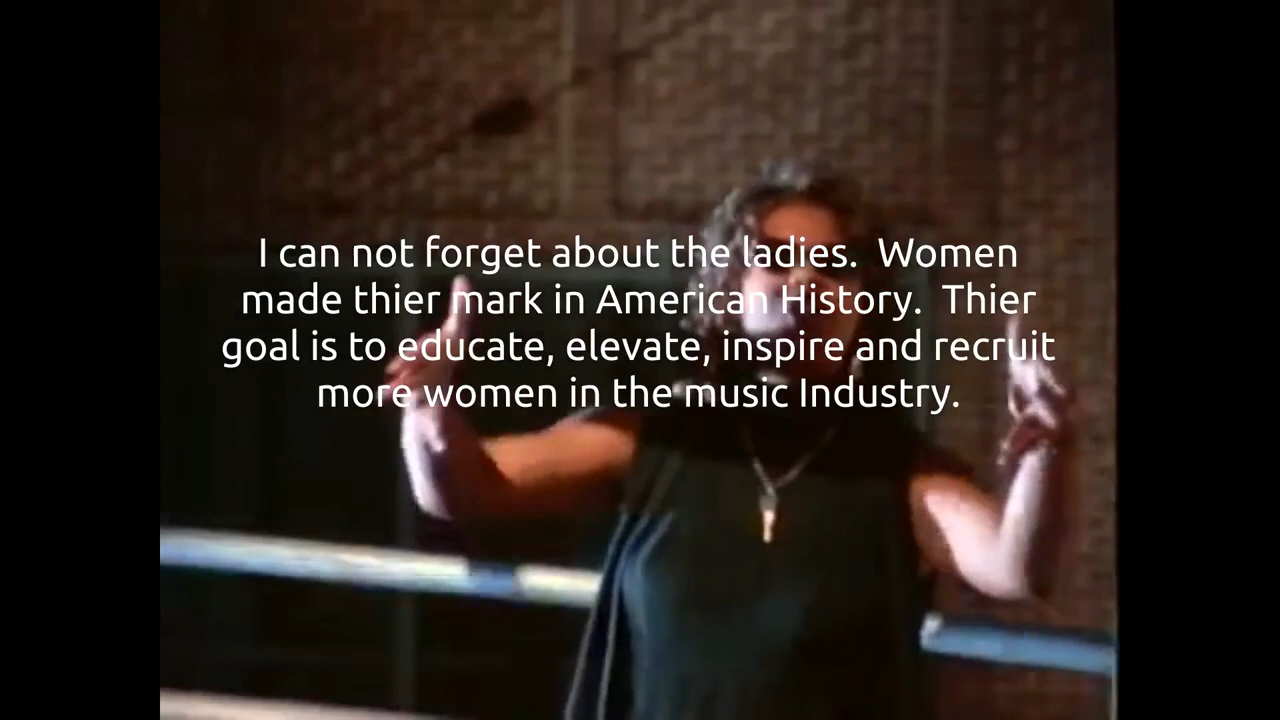 I can not forget about the ladies.  Women
made thier mark in American History.  Thier
goal is to educate, elevate, inspire and recruit
more women in the music Industry.